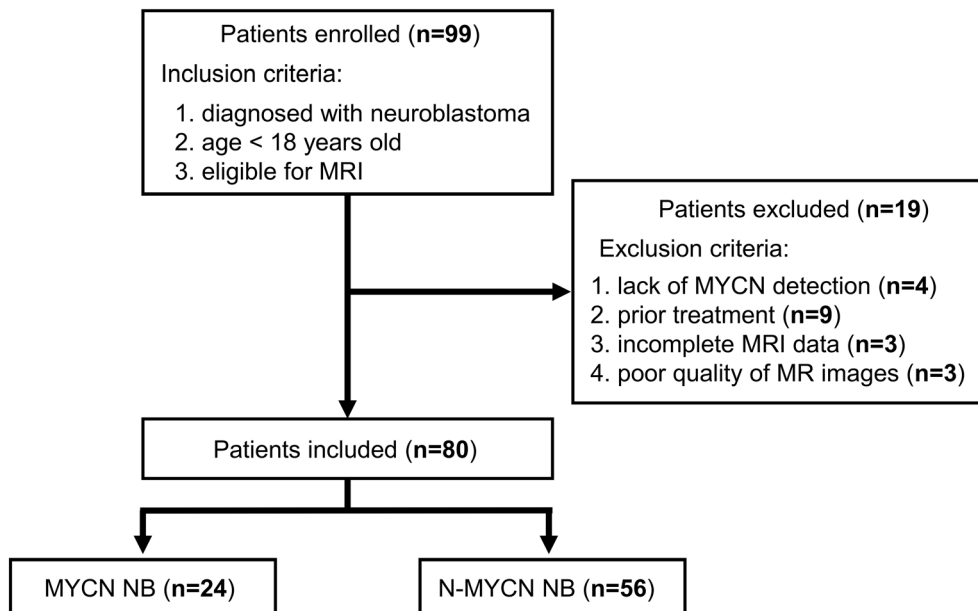 Patients enrolled (n=99)
Inclusion criteria:
1. diagnosed with neuroblastoma
2. age < 18 years old
3. eligible for MRI
Patients excluded (n=19)
Exclusion criteria:
1. lack of MYCN detection (n=4)
2. prior treatment (n=9)
3. incomplete MRI data (n=3)
4. poor quality of MR images (n=3)
Patients included (n=80)
MYCN NB (n=24)
N-MYCN NB (n=56)